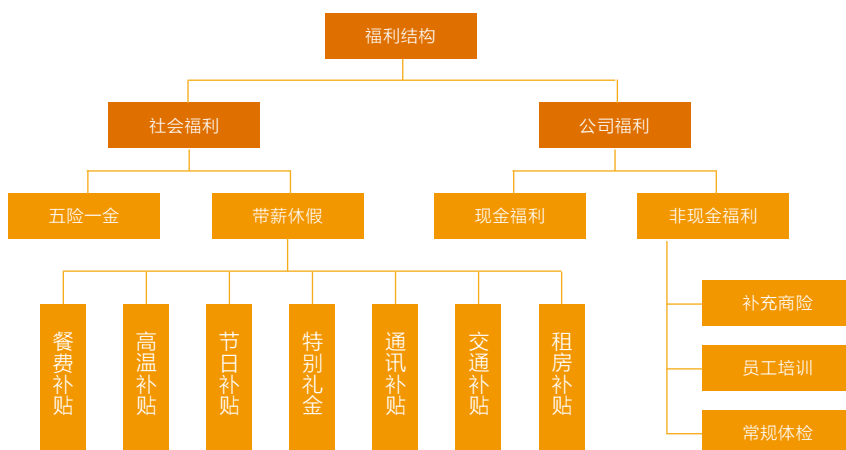 福利结构
社会福利
公司福利
五险一金
带薪休假
现金福利
非现金福利
餐费补贴
高温补贴
节日补贴
特别礼金
通讯补贴
交通补贴
租房补贴
补充商险
员工培训
常规体检